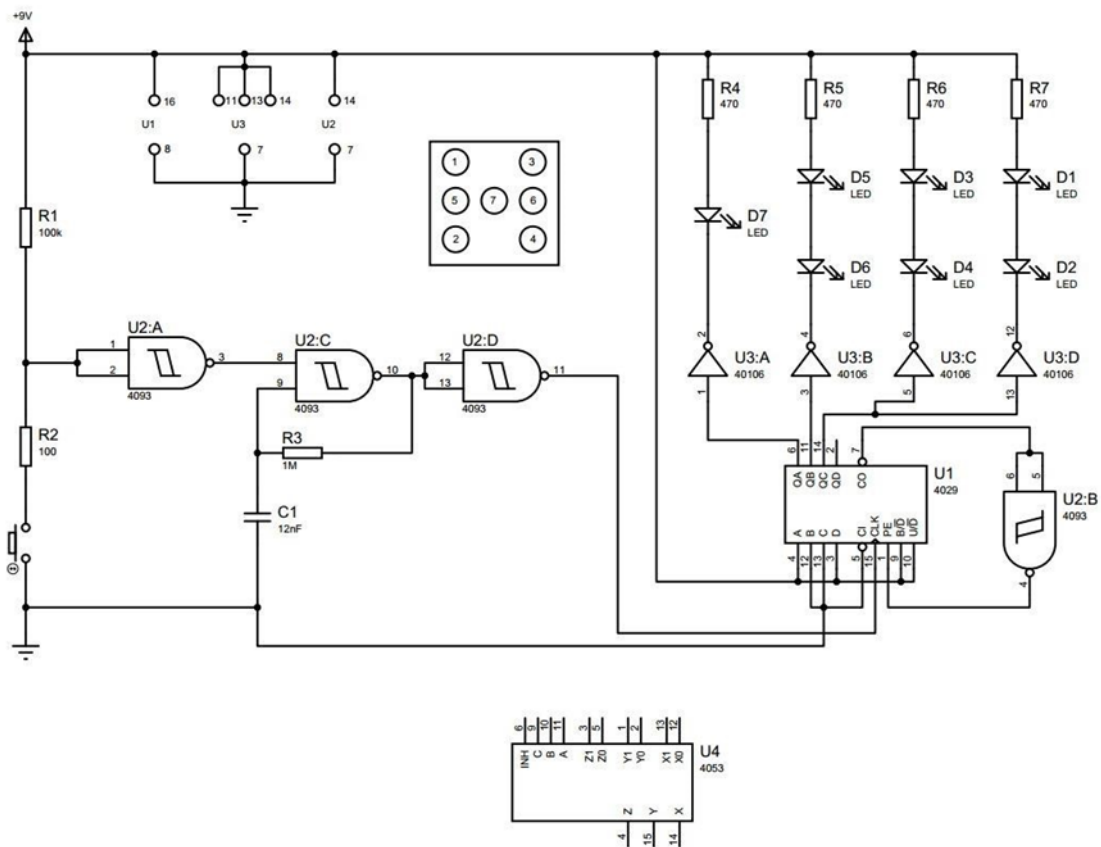 +9V
16
11
13
14
14
U1
U3
U2
8
7
7
1
3
5
7
6
2
4
R4
470
R5
470
R6
470
R7
470
D7
LED
D5
LED
D3
LED
D1
LED
D6
LED
D4
LED
D2
LED
R1
100k
U2:A
1
2
3
4093
U2:C
8
9
10
4093
U2:D
12
13
11
4093
2
U3:A
40106
1
4
U3:B
40106
3
6
U3:C
40106
5
12
U3:D
40106
13
R2
100
R3
1M
C1
12nF
6
11
14
2
7
QA
QB
QC
QD
CO
U1
4029
A
B
C
D
CI
CLK
PE
B/D
U/D
4
12
13
3
5
15
1
9
10
6
5
U2:B
4093
4
6
9
10
11
3
5
1
2
13
12
INH
C
B
A
Z1
Z0
Y1
Y0
X1
X0
U4
4053
Z
Y
X
4
15
14